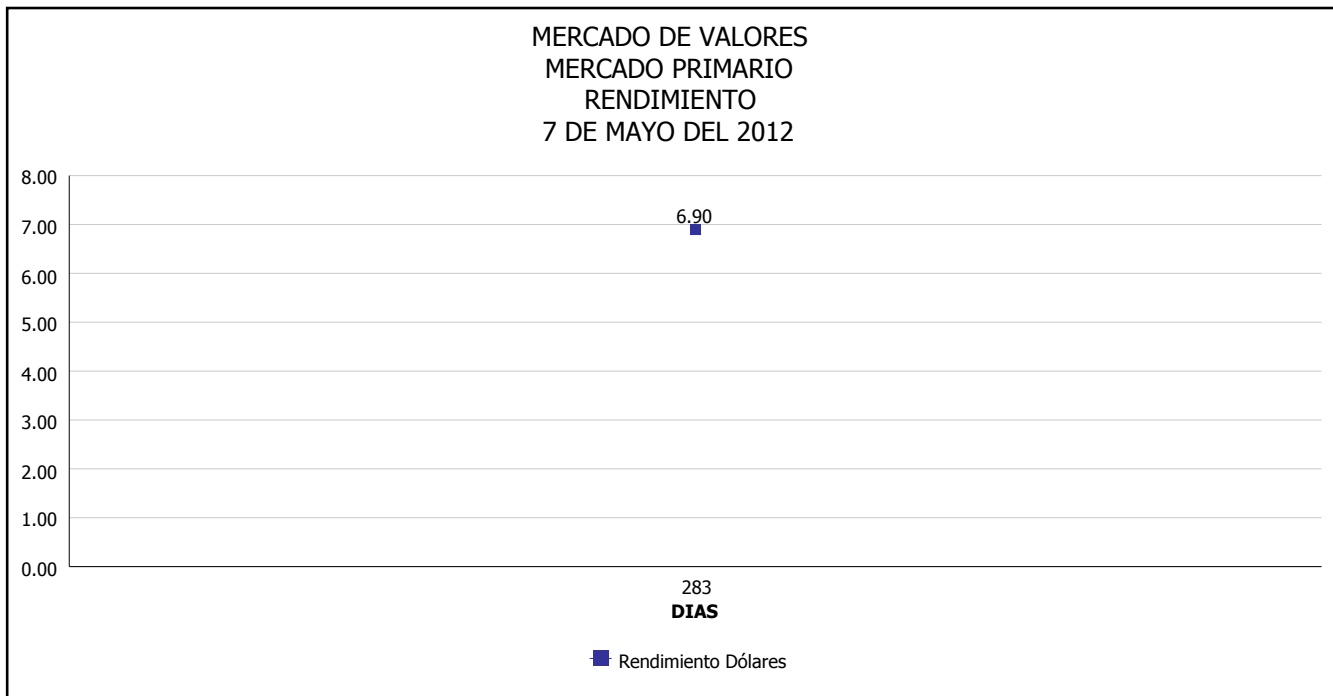 MERCADO DE VALORES
MERCADO PRIMARIO
RENDIMIENTO
7 DE MAYO DEL 2012
8.00
7.00
6.00
5.00
4.00
3.00
2.00
1.00
0.00
6.90
283
DIAS
Rendimiento Dólares